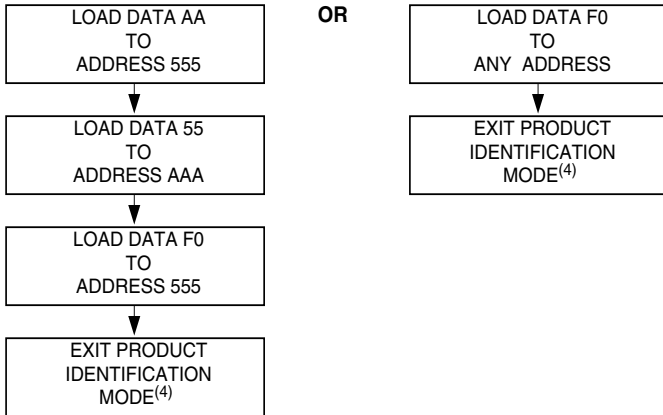 LOAD DATA AA
TO
ADDRESS 555
LOAD DATA 55
TO
ADDRESS AAA
LOAD DATA F0
TO
ADDRESS 555
EXIT PRODUCT
IDENTIFICATION
MODE(4)
OR
LOAD DATA F0
TO
ANY ADDRESS
EXIT PRODUCT
IDENTIFICATION
MODE(4)